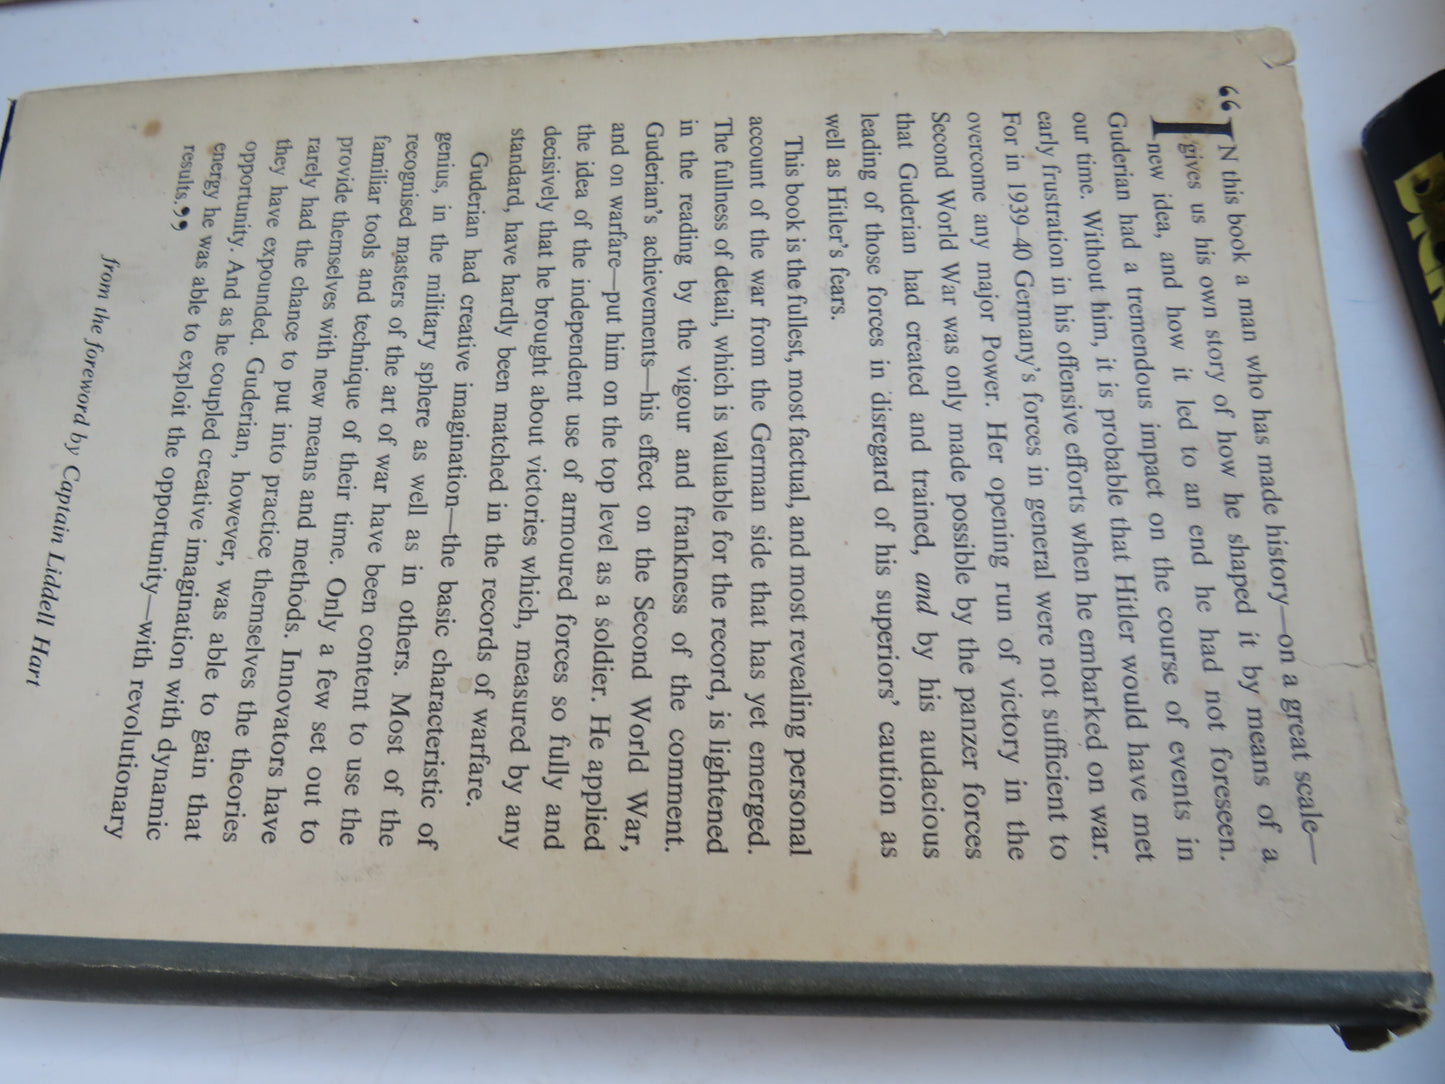 “IN this book a man who has made history—on a great scale—
gives us his own story of how he shaped it by means of a
new idea, and how it led to an end he had not foreseen.
Guderian had a tremendous impact on the course of events in
our time. Without him, it is probable that Hitler would have met
early frustration in his offensive efforts when he embarked on war.
For in 1939–40 Germany’s forces in general were not sufficient to
overcome any major Power. Her opening run of victory in the
Second World War was only made possible by the panzer forces
that Guderian had created and trained, and by his audacious
leading of those forces in disregard of his superiors’ caution as
well as Hitler’s fears.
This book is the fullest, most factual, and most revealing personal
account of the war from the German side that has yet emerged.
The fullness of detail, which is valuable for the record, is lightened
in the reading by the vigour and frankness of the comment.
Guderian’s achievements—his effect on the Second World War,
and on warfare—put him on the top level as a soldier. He applied
the idea of the independent use of armoured forces so fully and
decisively that he brought about victories which, measured by any
standard, have hardly been matched in the records of warfare.
Guderian had creative imagination—the basic characteristic of
genius, in the military sphere as well as in others. Most of the
recognised masters of the art of war have been content to use the
familiar tools and technique of their time. Only a few set out to
provide themselves with new means and methods. Innovators have
rarely had the chance to put into practice themselves the theories
they have expounded. Guderian, however, was able to gain that
opportunity. And as he coupled creative imagination with dynamic
energy he was able to exploit the opportunity—with revolutionary
results.”
from the foreword by Captain Liddell Hart